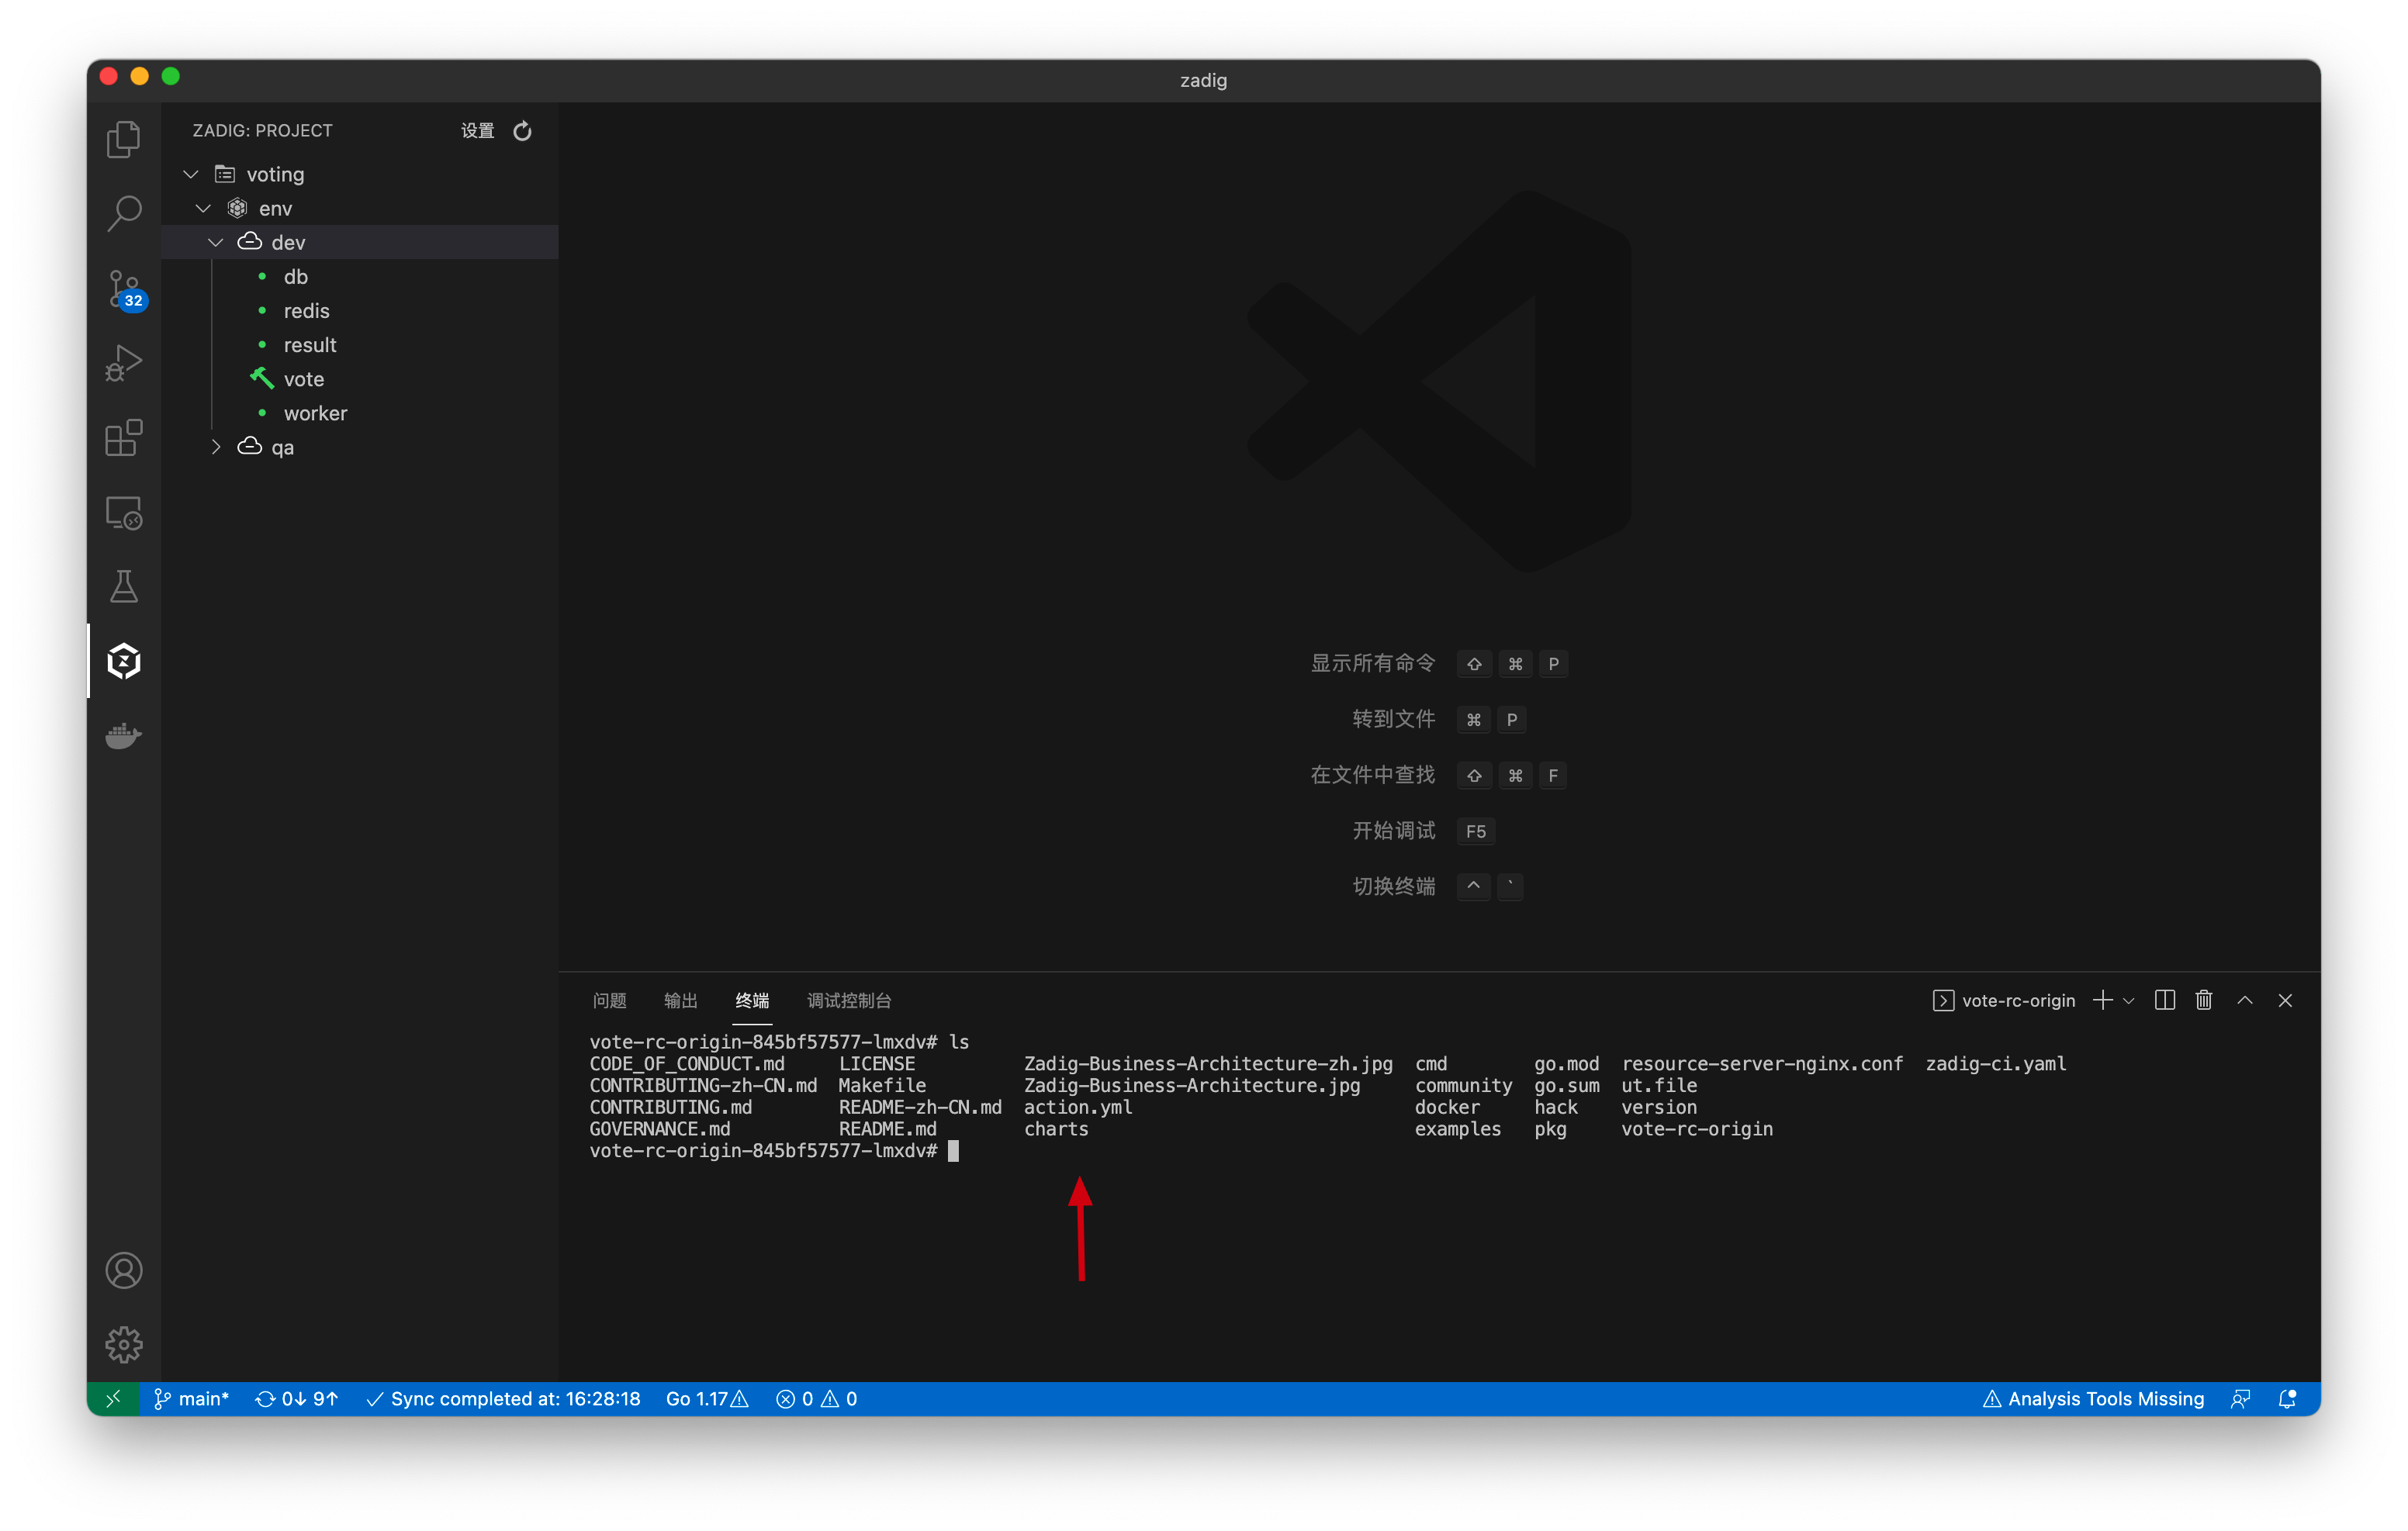 zadig
ZADIG: PROJECT 设置
voting
env
dev
db
redis
result
vote
worker
qa
32
显示所有命令 ⇧ ⌘ P
转到文件 ⌘ P
在文件中查找 ⇧ ⌘ F
开始调试 F5
切换终端 ^ `
问题 输出 终端 调试控制台 vote-rc-origin
vote-rc-origin-845bf57577-lmxdv# ls
CODE_OF_CONDUCT.md LICENSE Zadig-Business-Architecture-zh.jpg cmd go.mod resource-server-nginx.conf zadig-ci.yaml
CONTRIBUTING-zh-CN.md Makefile Zadig-Business-Architecture.jpg community go.sum ut.file
CONTRIBUTING.md README-zh-CN.md action.yml docker hack version
GOVERNANCE.md README.md charts examples pkg vote-rc-origin
vote-rc-origin-845bf57577-lmxdv#
main* 0↓ 9↑ Sync completed at: 16:28:18 Go 1.17 0 0 Analysis Tools Missing